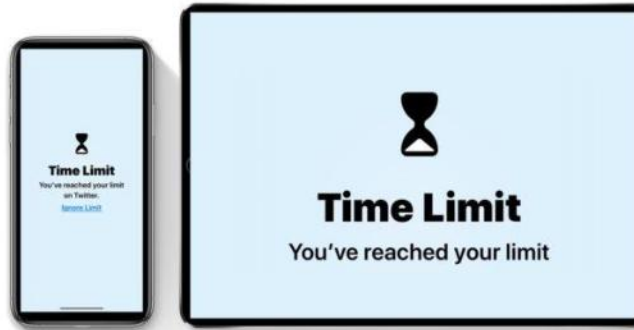 Time Limit
You've reached your limit
on Twitter.
Ignore Limit
Time Limit
You've reached your limit